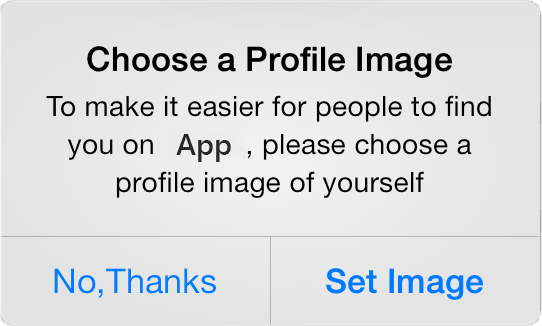 Choose a Profile Image
To make it easier for people to find
you on App , please choose a
profile image of yourself
No,Thanks
Set Image